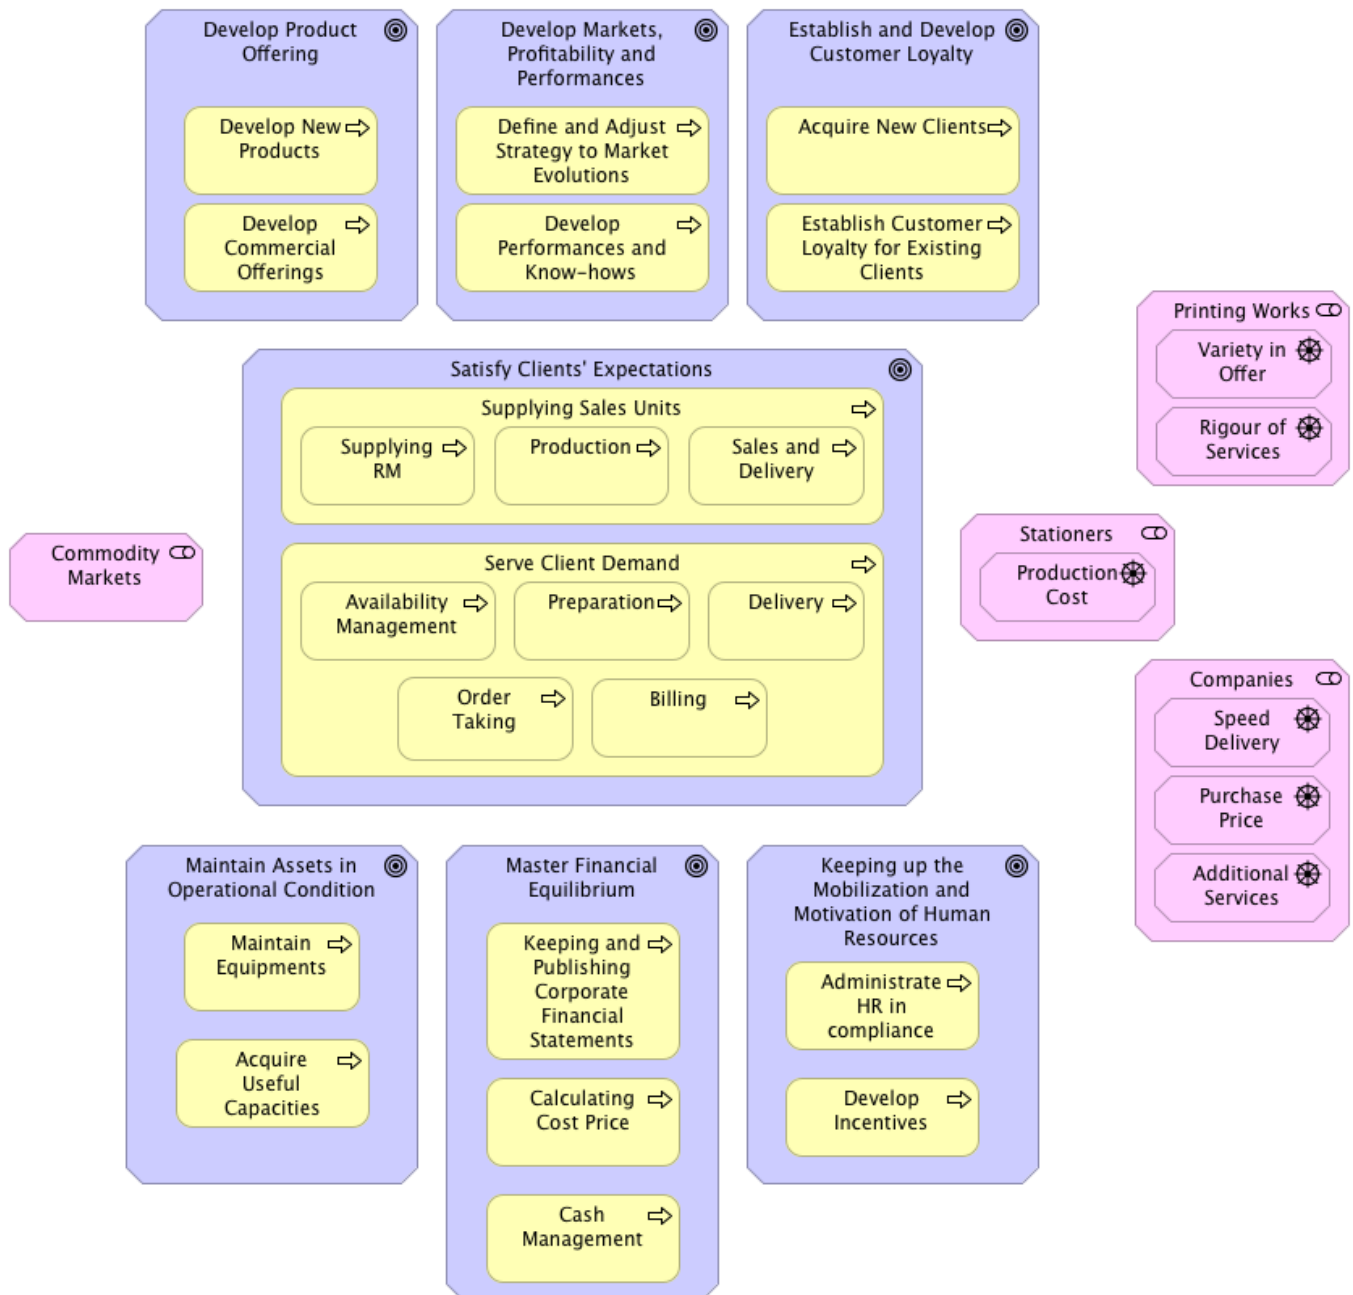 Develop Product
Offering
Develop New
Products
Develop
Commercial
Offerings
Develop Markets,
Profitability and
Performances
Define and Adjust
Strategy to Market
Evolutions
Develop
Performances and
Know-hows
Establish and Develop
Customer Loyalty
Acquire New Clients
Establish Customer
Loyalty for Existing
Clients
Printing Works
Variety in
Offer
Rigour of
Services
Satisfy Clients' Expectations
Supplying Sales Units
Supplying
RM
Production
Sales and
Delivery
Serve Client Demand
Availability
Management
Preparation
Delivery
Order
Taking
Billing
Commodity
Markets
Stationers
Production
Cost
Companies
Speed
Delivery
Purchase
Price
Additional
Services
Maintain Assets in
Operational Condition
Maintain
Equipments
Acquire
Useful
Capacities
Master Financial
Equilibrium
Keeping and
Publishing
Corporate
Financial
Statements
Calculating
Cost Price
Cash
Management
Keeping up the
Mobilization and
Motivation of Human
Resources
Administrate
HR in
compliance
Develop
Incentives